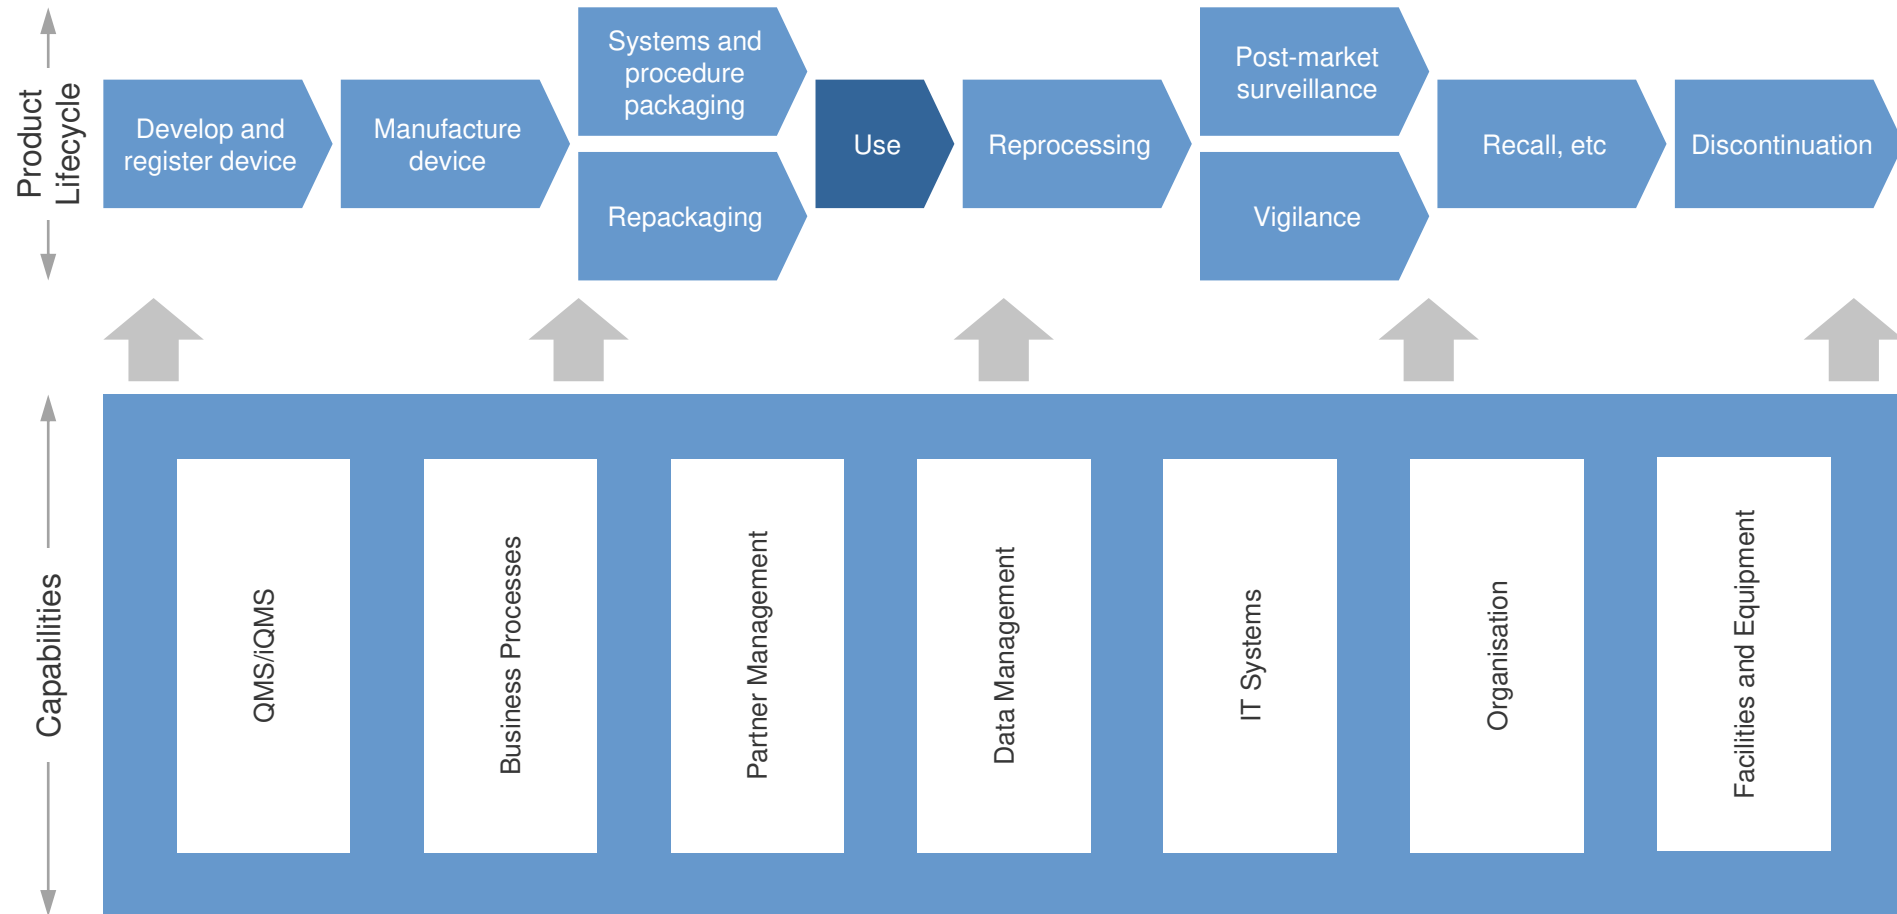 Product
Lifecycle
Develop and
register device
Manufacture
device
Systems and
procedure
packaging
Repackaging
Use
Reprocessing
Post-market
surveillance
Vigilance
Recall, etc
Discontinuation
Capabilities
QMS/iQMS
Business Processes
Partner Management
Data Management
IT Systems
Organisation
Facilities and Equipment